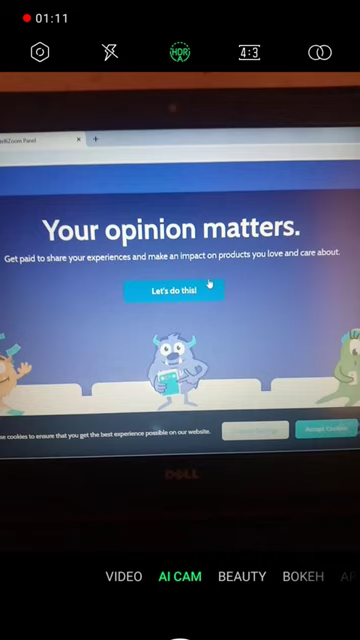 01:11
HDR
A
4:3
Panel
Your opinion matters.
Get paid to share your experiences and make an impact on products you love and care about.
Let's do this!
se cookies to ensure that you get the best experience possible on our website.
Accept Cookies
DELL
VIDEO
AI CAM
BEAUTY
BOKEH